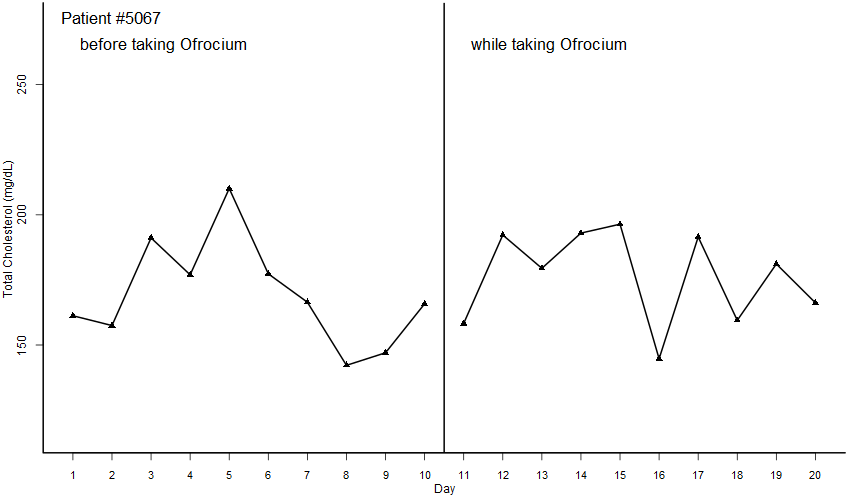 Patient #5067
before taking Ofrocium
while taking Ofrocium
Total Cholesterol (mg/dL)
250
200
150
1 2 3 4 5 6 7 8 9 10 11 12 13 14 15 16 17 18 19 20
Day